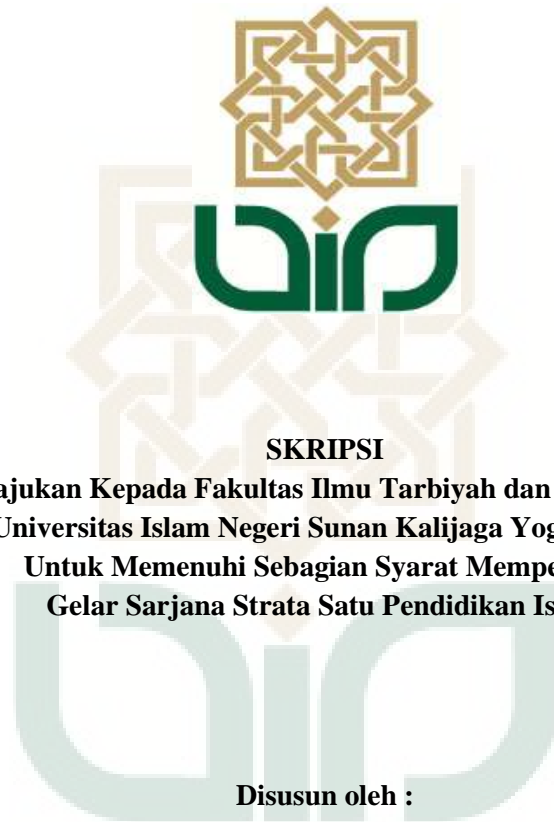 uin
SKRIPSI
ajukan Kepada Fakultas Ilmu Tarbiyah dan
Universitas Islam Negeri Sunan Kalijaga Yog
Untuk Memenuhi Sebagian Syarat Mempe
Gelar Sarjana Strata Satu Pendidikan Is
Disusun oleh :